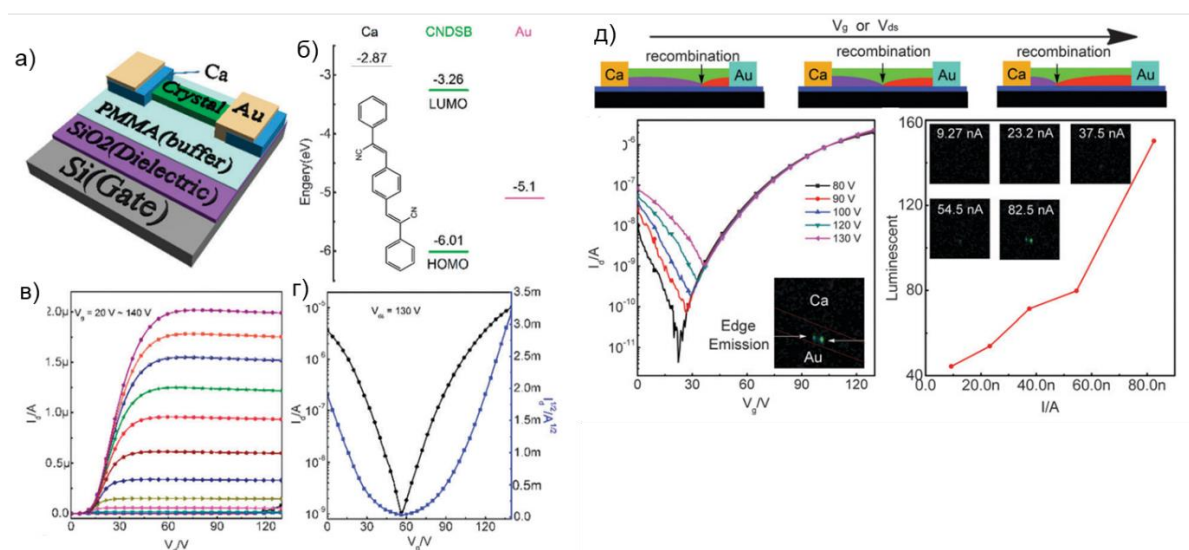 а)
Ca
Crystal
Au
PMMA(buffer)
SiO2(Dielectric)
Si(Gate)
б)
Ca
CNDSB
Au
-2.87
-3
-3.26
LUMO
NC
-4
CN
-5
-5.1
-6
-6.01
HOMO
Engery(eV)
в)
Vg = 20 V ~ 140 V
2.0µ
1.5µ
1.0µ
0.5µ
0.0
Id/A
0 30 60 90 120
г)
Vds = 130 V
10-5
10-6
10-7
10-8
10-9
Id/A
0 30 60 90 120
Vg/V
3.5m
3.0m
2.5m
2.0m
1.5m
1.0m
5.0m
0.0
Id1/2/A1/2
д)
Vg or Vds
recombination
recombination
recombination
Ca
Au
Ca
Au
Ca
Au
10-7
10-8
10-9
10-10
10-11
Id/A
80 V
90 V
100 V
120 V
130 V
Ca
Edge
Emission
Au
0 30 60 90 120
Vg/V
160
120
80
40
Luminescent
9.27 nA
23.2 nA
37.5 nA
54.5 nA
82.5 nA
0.0 20.0n 40.0n 60.0n 80.0n
I/A